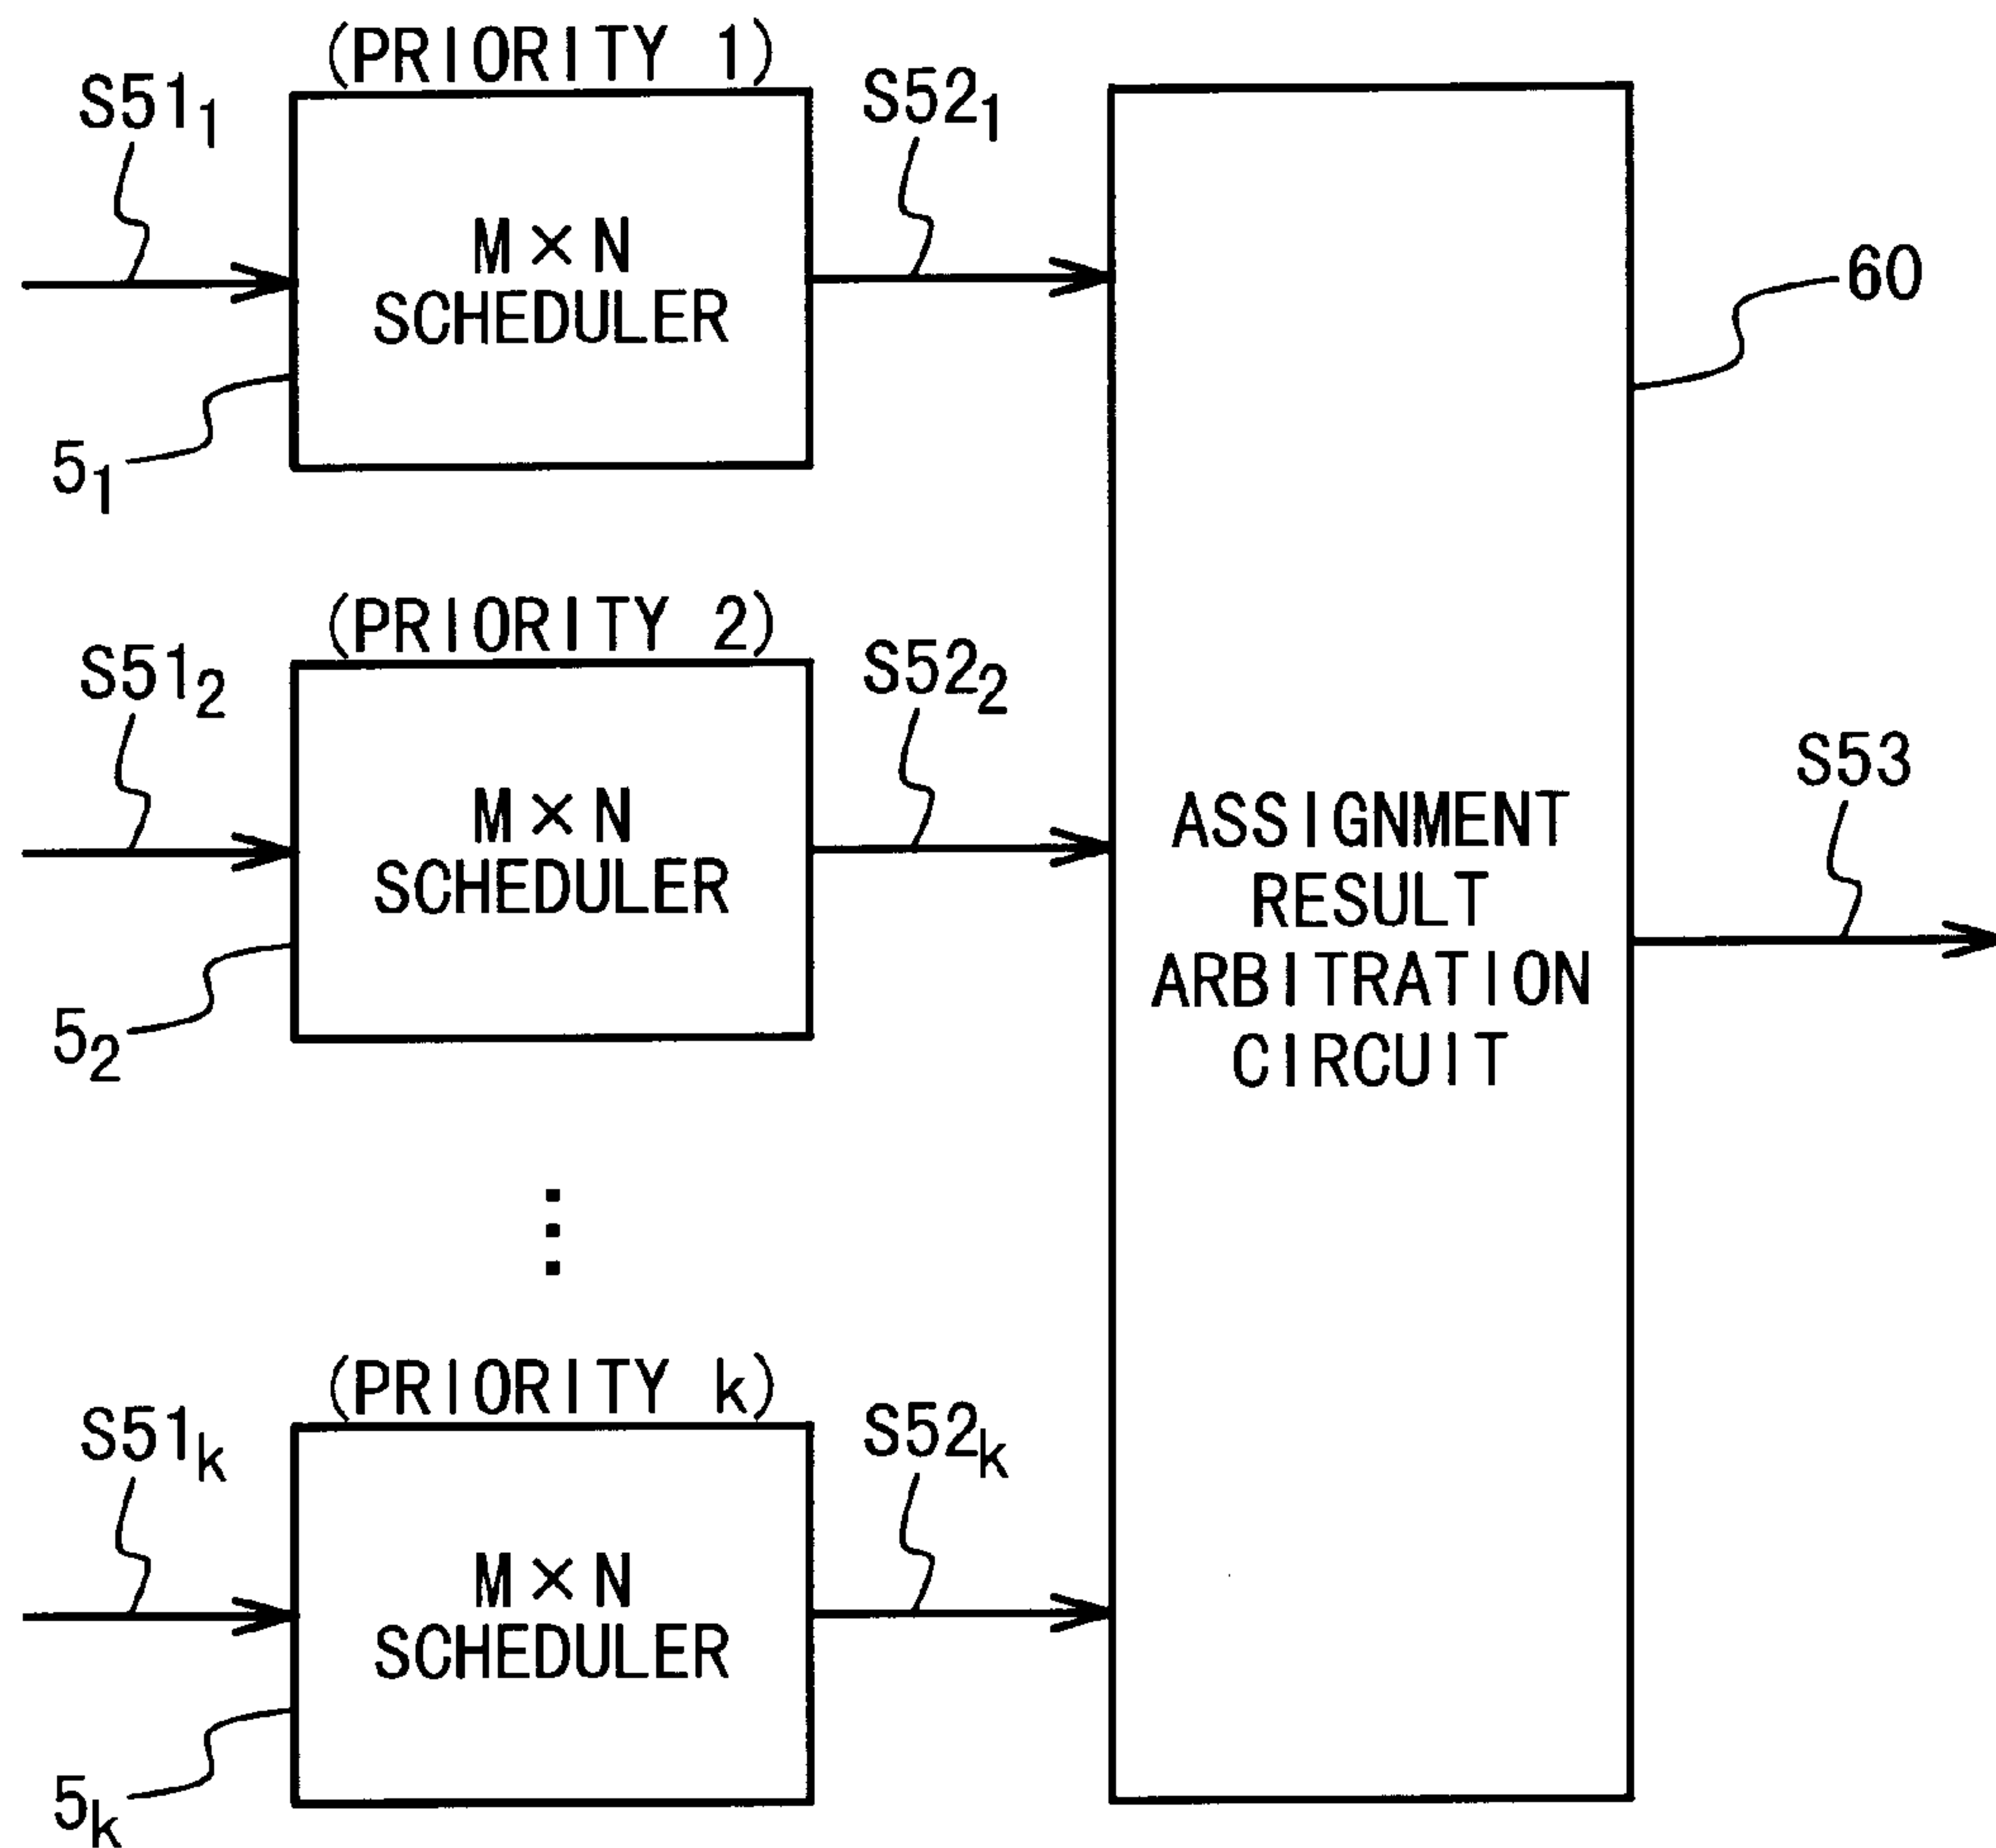 (PRIORITY 1)
S51₁
S52₁
M×N
SCHEDULER
60
5₁
(PRIORITY 2)
S51₂
S52₂
M×N
SCHEDULER
S53
ASSIGNMENT
RESULT
ARBITRATION
CIRCUIT
5₂
(PRIORITY k)
S51ₖ
S52ₖ
M×N
SCHEDULER
5ₖ